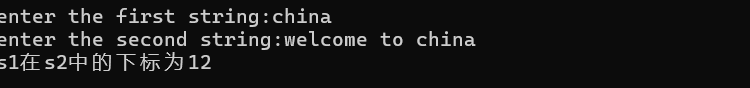 enter the first string:china
enter the second string:welcome to china
s1在s2中的下标为12